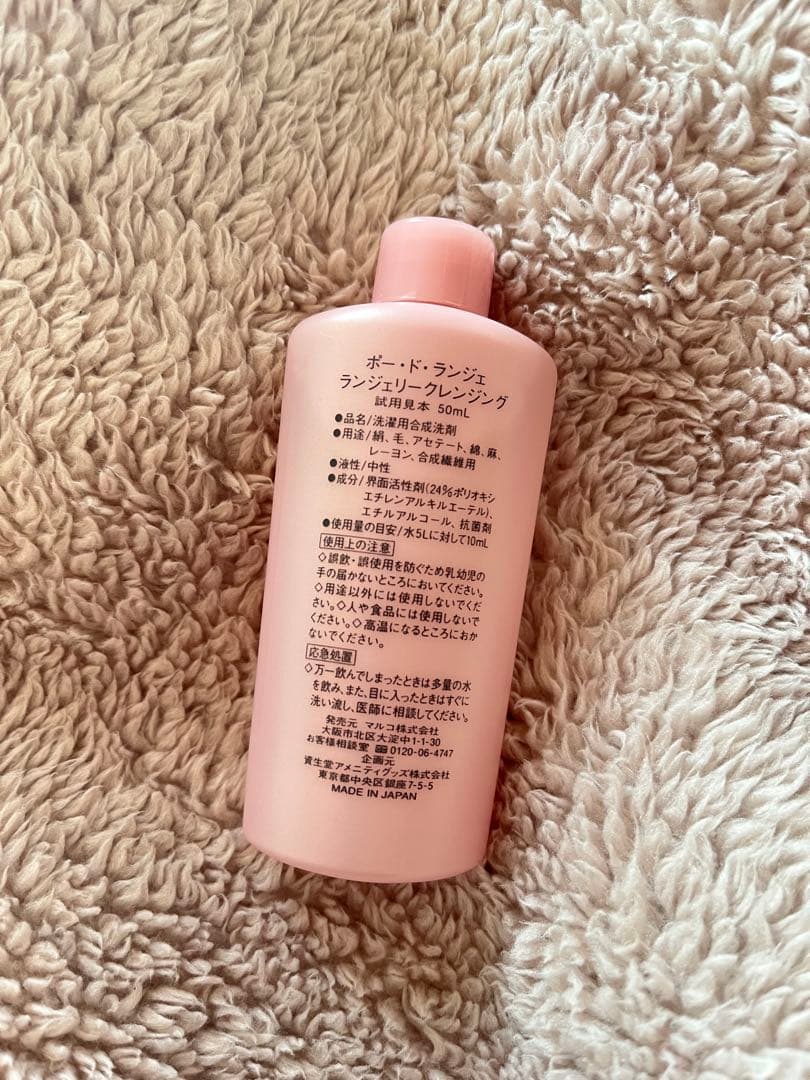 ポー・ド・ランジェ
ランジェリークレンジング
試用見本 50mL
●品名/洗濯用合成洗剤
●用途/絹、毛、アセテート、綿、麻、
レーヨン、合成繊維用
●液性/中性
●成分/界面活性剤(24%ポリオキシ
エチレンアルキルエーテル)、
エチルアルコール、抗菌剤
●使用量の目安/水5Lに対して10mL
使用上の注意
◇誤飲・誤使用を防ぐため乳幼児の
手の届かないところにおいてください。
◇用途以外には使用しないでくだ
さい。◇人や食品には使用しないで
ください。◇高温になるところにおか
ないでください。
応急処置
◇万一飲んでしまったときは多量の水
を飲み、また、目に入ったときはすぐに
洗い流し、医師に相談してください。
発売元 マルコ株式会社
大阪市北区大淀中1-1-30
お客様相談室 0120-06-4747
企画元
資生堂アメニティグッズ株式会社
東京都中央区銀座7-5-5
MADE IN JAPAN